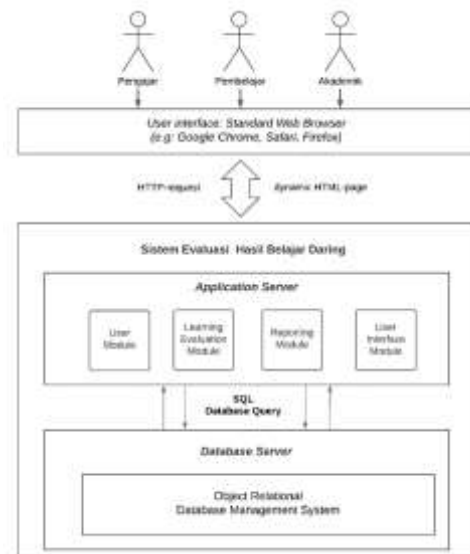 Pengajar Pembelajar Akademik
User interface: Standard Web Browser
(e.g: Google Chrome, Safari, Firefox)
HTTP-request dynamic HTML-page
Sistem Evaluasi Hasil Belajar Daring
Application Server
User
Module
Learning
Evaluation
Module
Reporting
Module
User
Interface
Module
SQL
Database Query
Database Server
Object Relational
Database Management System